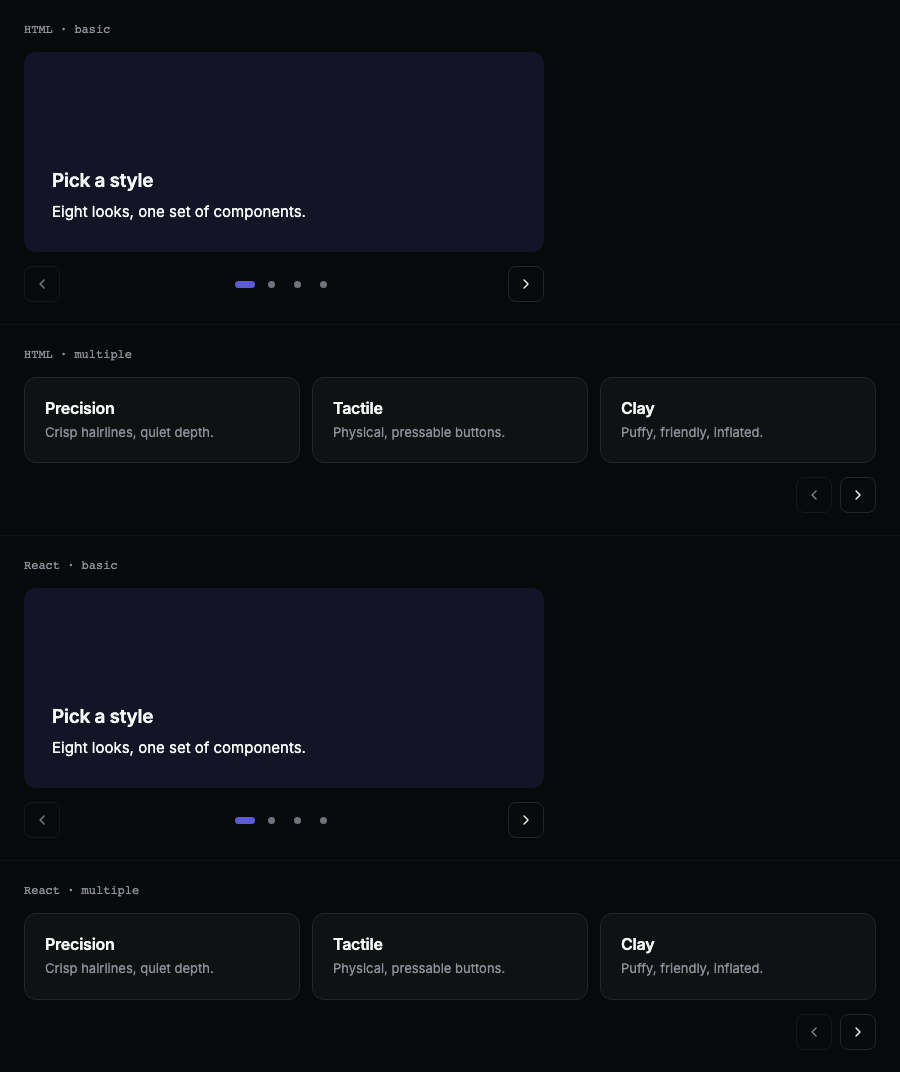 HTML · basic
Pick a style
Eight looks, one set of components.
HTML · multiple
Precision
Crisp hairlines, quiet depth.
Tactile
Physical, pressable buttons.
Clay
Puffy, friendly, inflated.
React · basic
Pick a style
Eight looks, one set of components.
React · multiple
Precision
Crisp hairlines, quiet depth.
Tactile
Physical, pressable buttons.
Clay
Puffy, friendly, inflated.